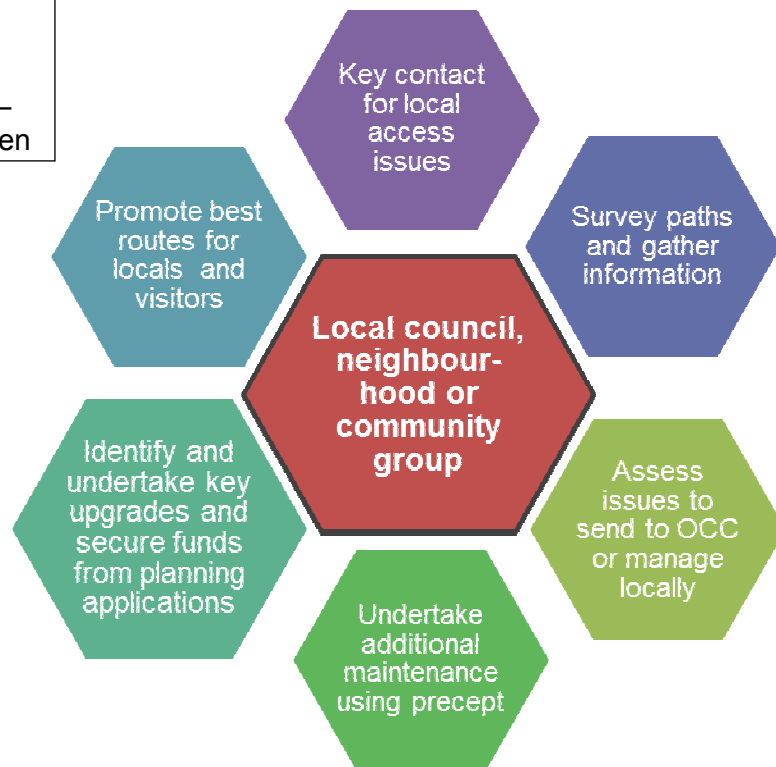 –
en
Key contact
for local
access
issues
Survey paths
and gather
information
Assess
issues to
send to OCC
or manage
locally
Undertake
additional
maintenance
using precept
Identify and
undertake key
upgrades and
secure funds
from planning
applications
Promote best
routes for
locals and
visitors
Local council,
neighbour-
hood or
community
group